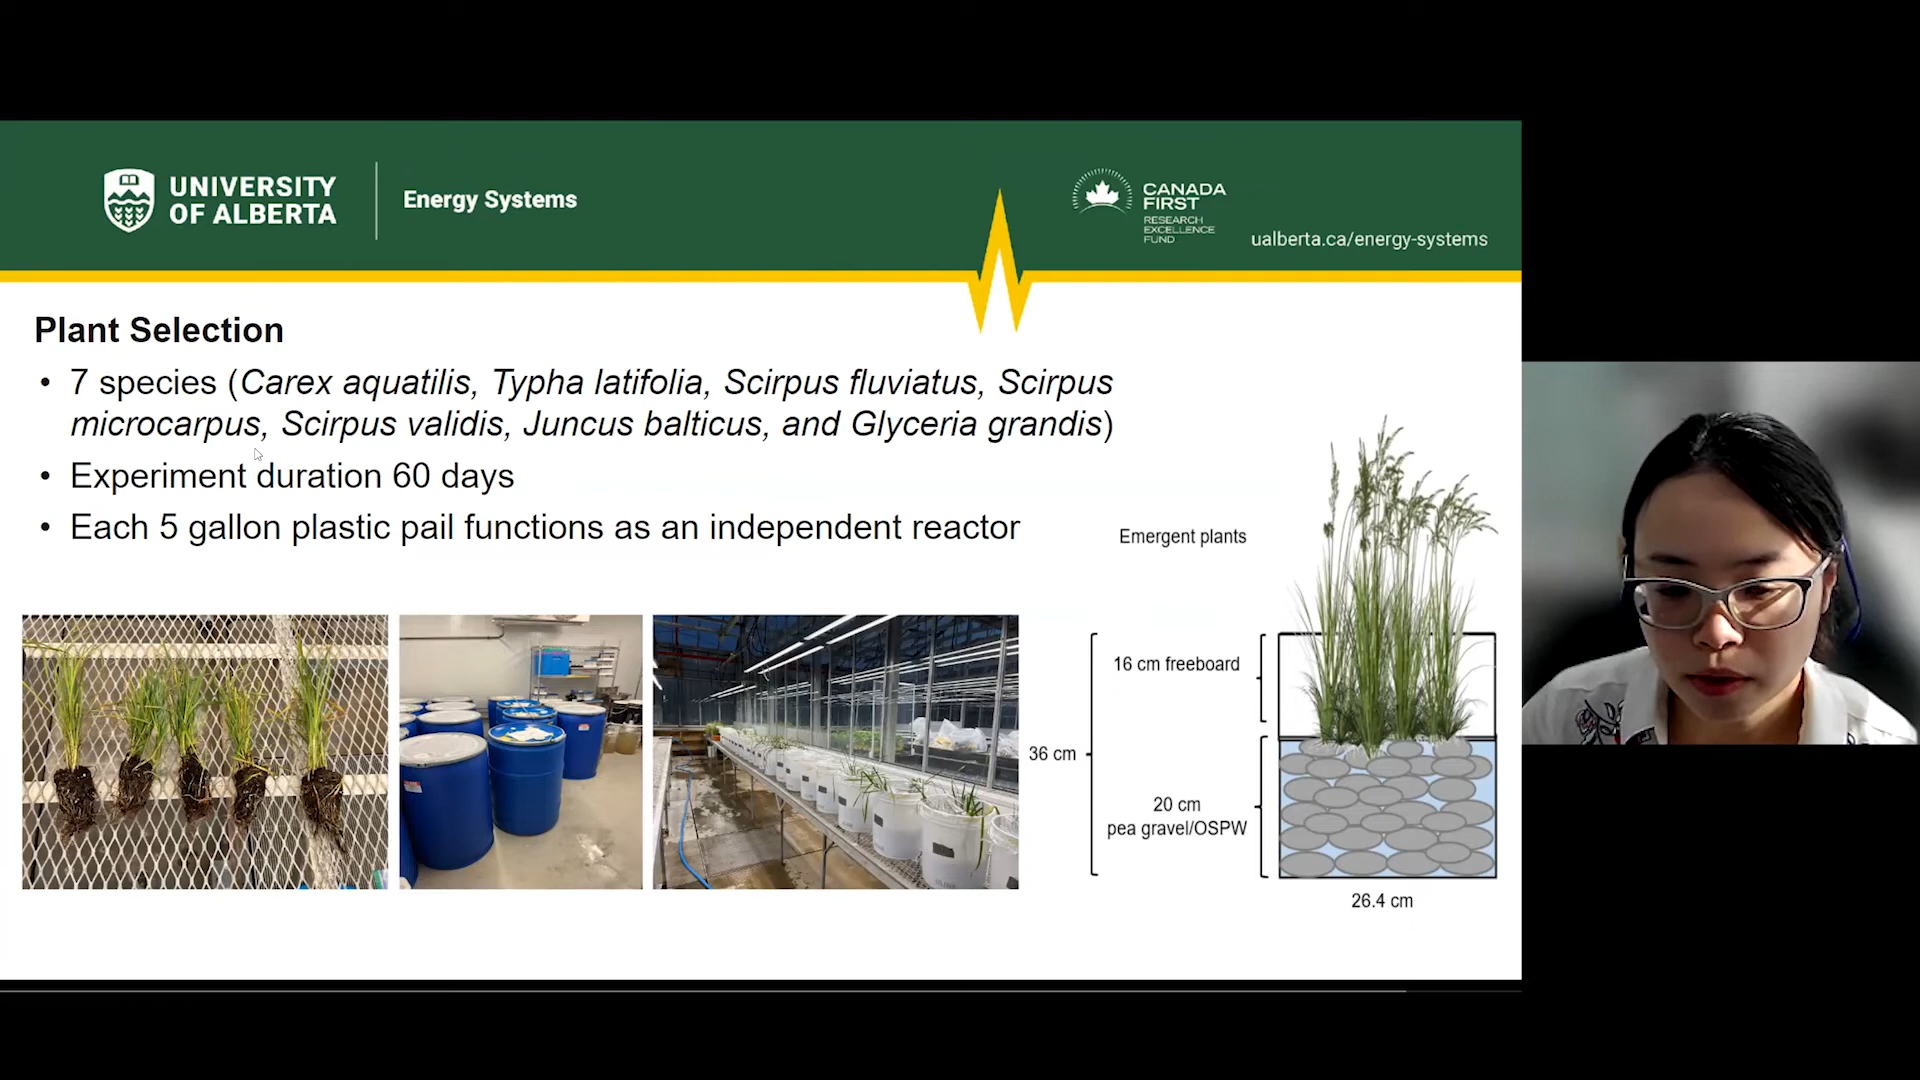 UNIVERSITY
OF ALBERTA
Energy Systems
CANADA
FIRST
RESEARCH
EXCELLENCE
FUND
ualberta.ca/energy-systems
Plant Selection
• 7 species (Carex aquatilis, Typha latifolia, Scirpus fluviatus, Scirpus
microcarpus, Scirpus validis, Juncus balticus, and Glyceria grandis)
• Experiment duration 60 days
• Each 5 gallon plastic pail functions as an independent reactor
Emergent plants
16 cm freeboard
36 cm
20 cm
pea gravel/OSPW
26.4 cm